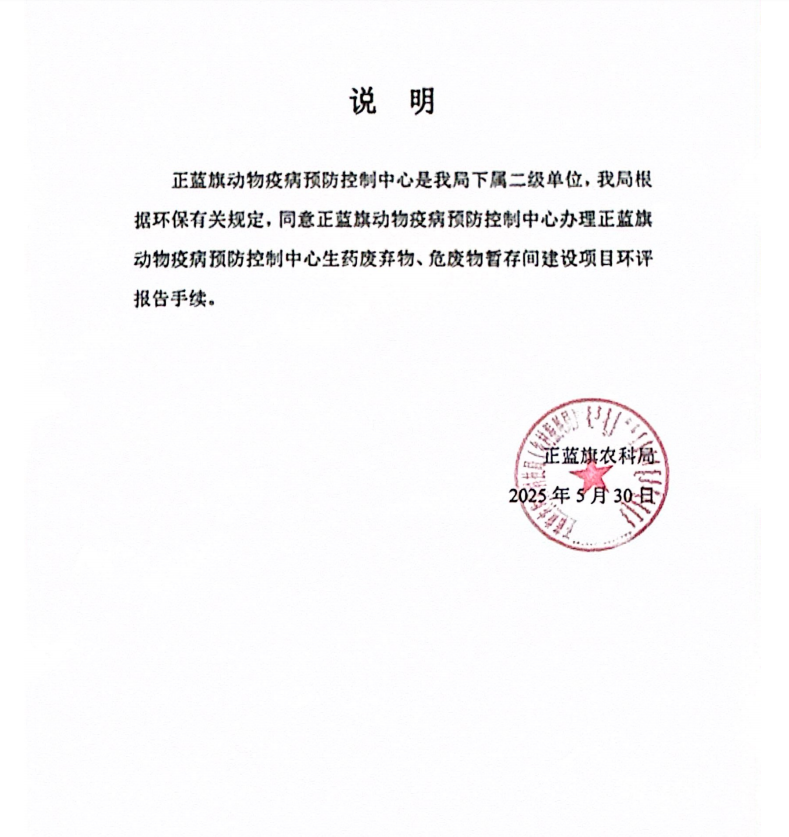 说 明
正蓝旗动物疫病预防控制中心是我局下属二级单位，我局根
据环保有关规定，同意正蓝旗动物疫病预防控制中心办理正蓝旗
动物疫病预防控制中心生药废弃物、危废物暂存间建设项目环评
报告手续。
正蓝旗农科局
2025 年 5 月 30 日